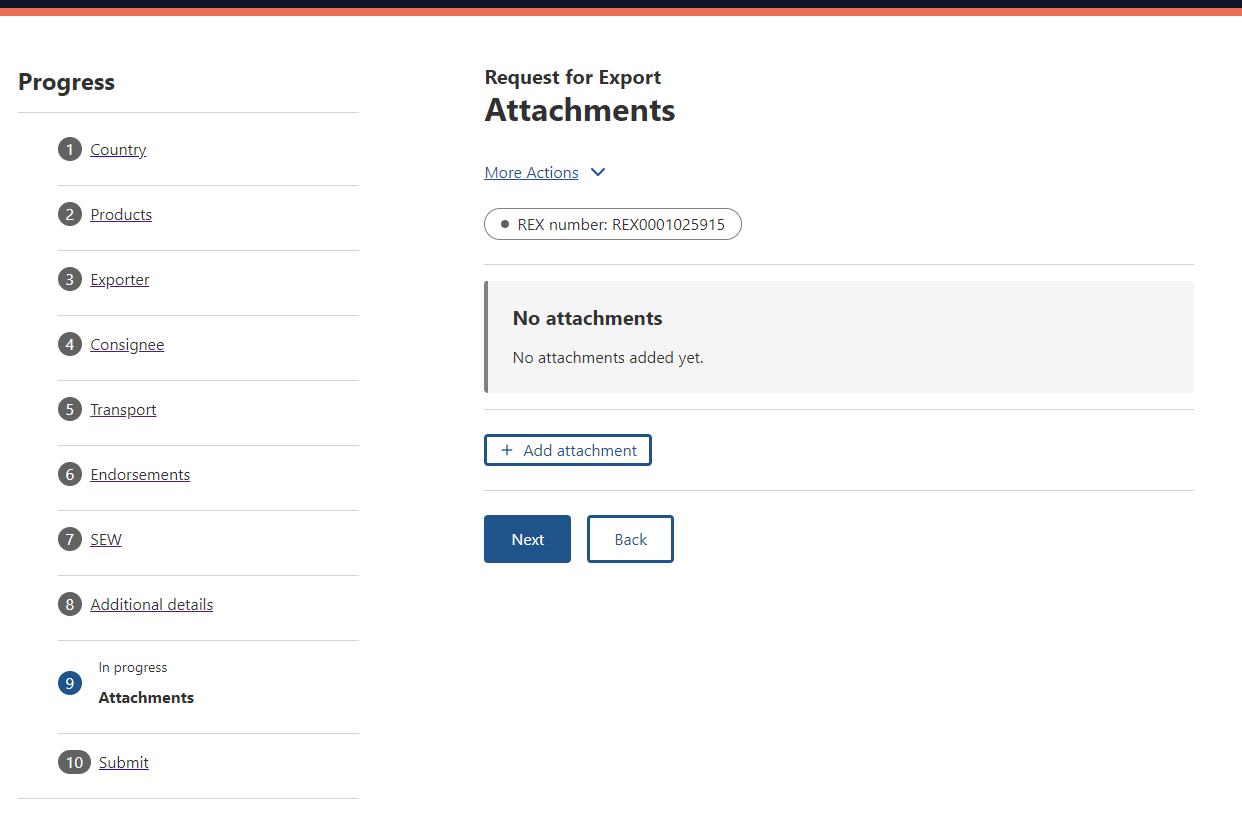 Progress
1 Country
2 Products
3 Exporter
4 Consignee
5 Transport
6 Endorsements
7 SEW
8 Additional details
In progress
9 Attachments
10 Submit
Request for Export
Attachments
More Actions
REX number: REX0001025915
No attachments
No attachments added yet.
+ Add attachment
Next Back